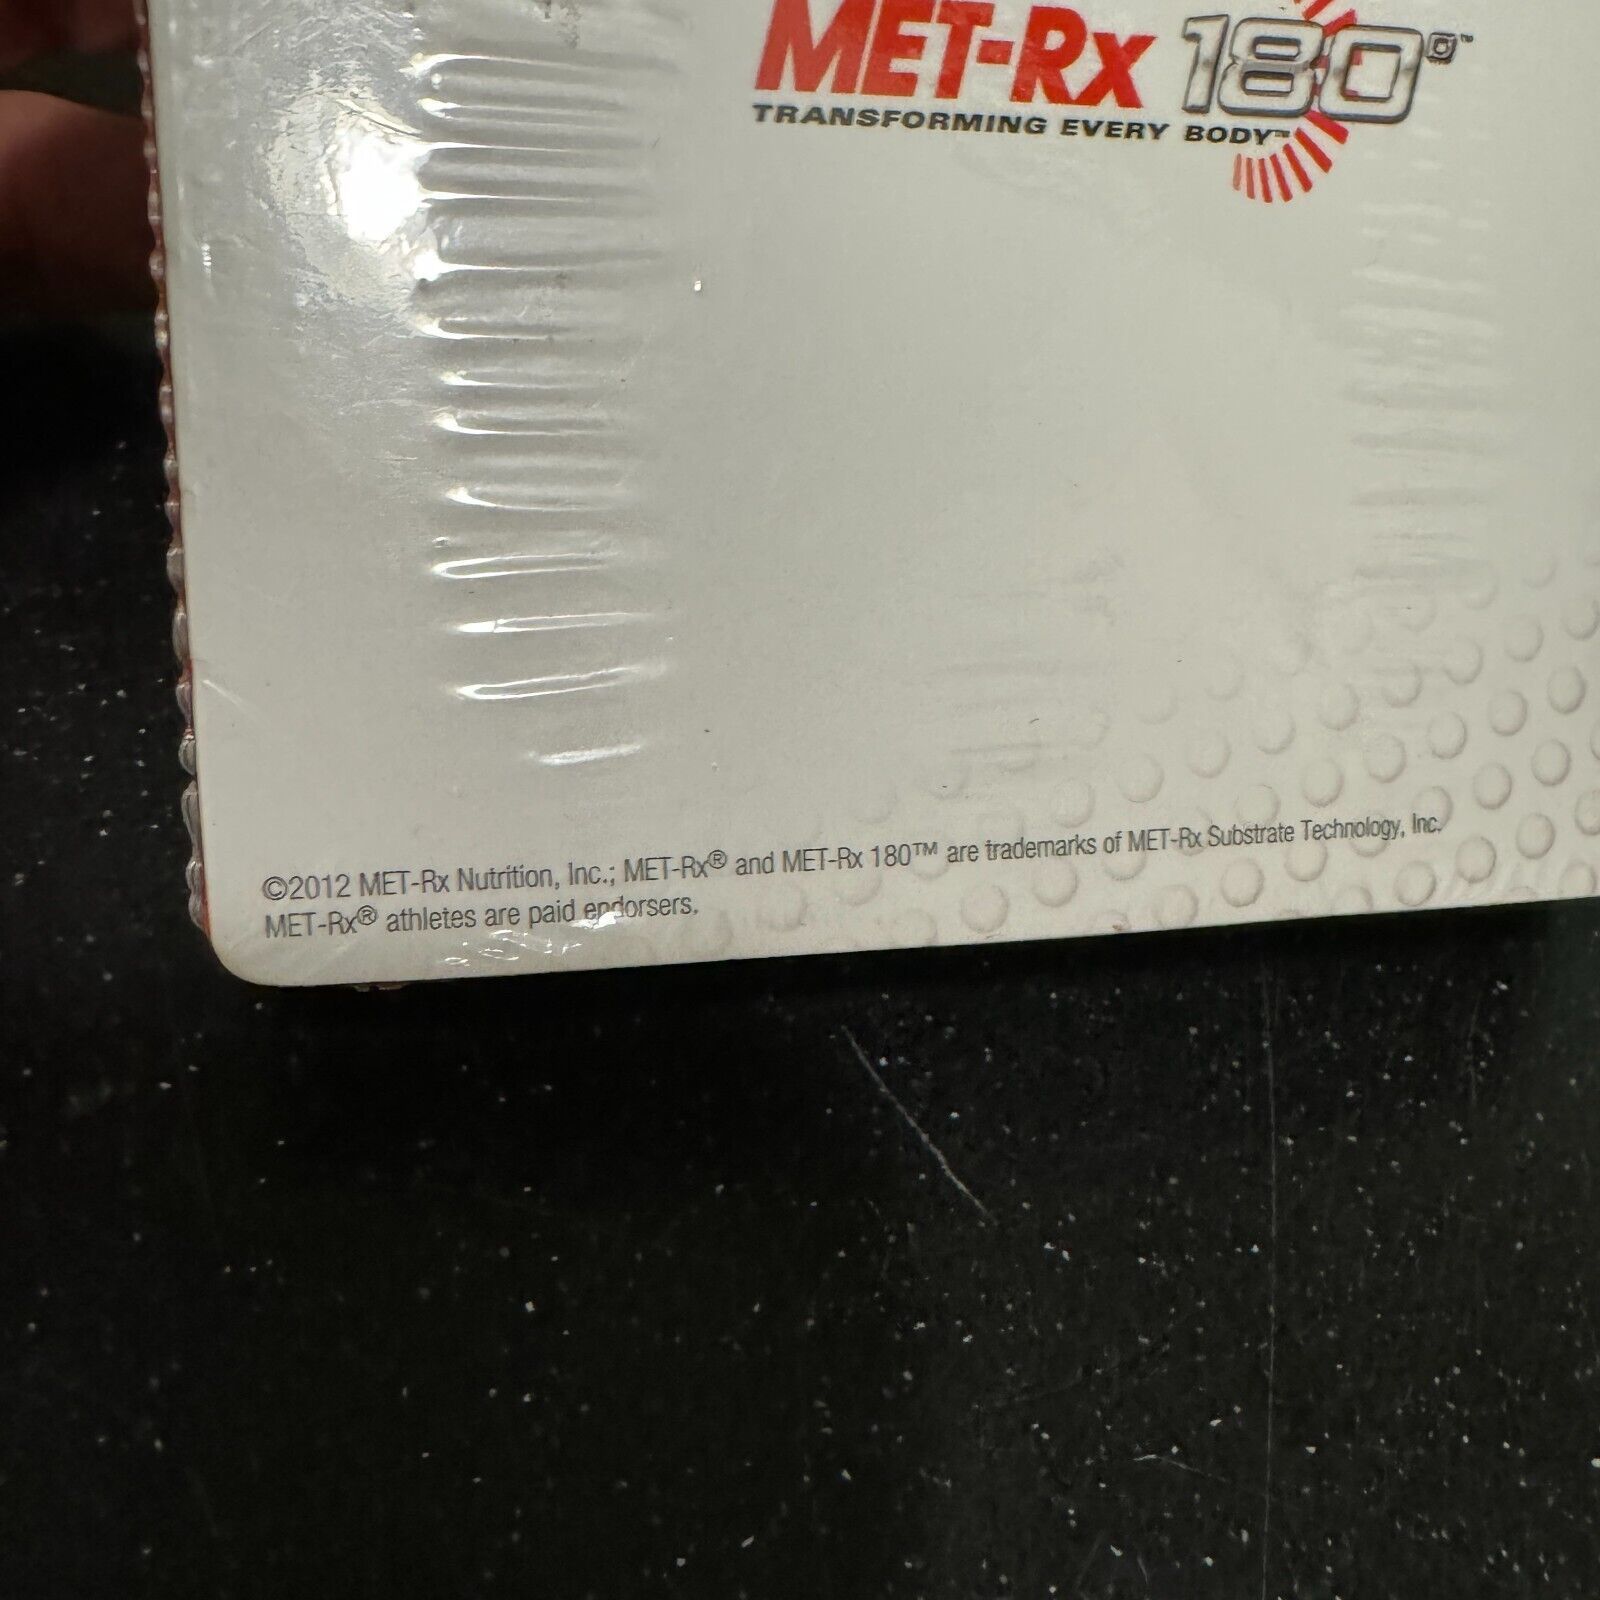 MET-Rx 180°™
TRANSFORMING EVERY BODY™
©2012 MET-Rx Nutrition, Inc.; MET-Rx® and MET-Rx 180™ are trademarks of MET-Rx Substrate Technology, Inc.
MET-Rx® athletes are paid endorsers.